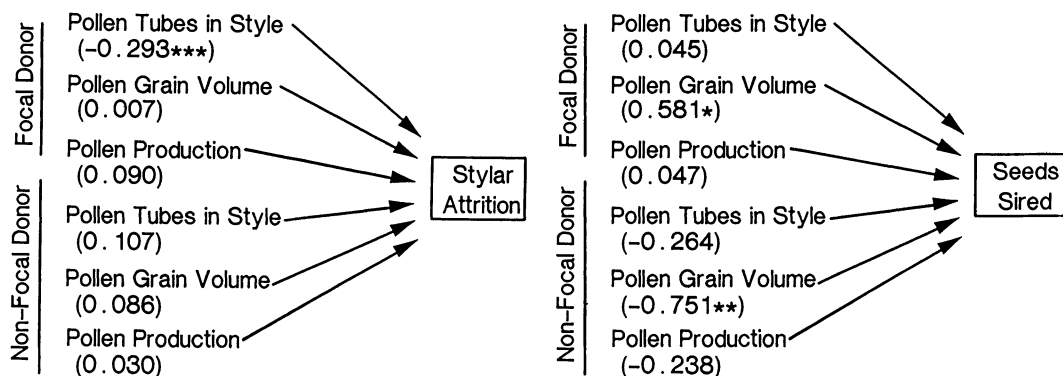 Focal Donor
Pollen Tubes in Style
(-0.293***)
Pollen Grain Volume
(0.007)
Pollen Production
(0.090)
Non-Focal Donor
Pollen Tubes in Style
(0.107)
Pollen Grain Volume
(0.086)
Pollen Production
(0.030)
Stylar
Attrition
Focal Donor
Pollen Tubes in Style
(0.045)
Pollen Grain Volume
(0.581*)
Pollen Production
(0.047)
Non-Focal Donor
Pollen Tubes in Style
(-0.264)
Pollen Grain Volume
(-0.751**)
Pollen Production
(-0.238)
Seeds
Sired